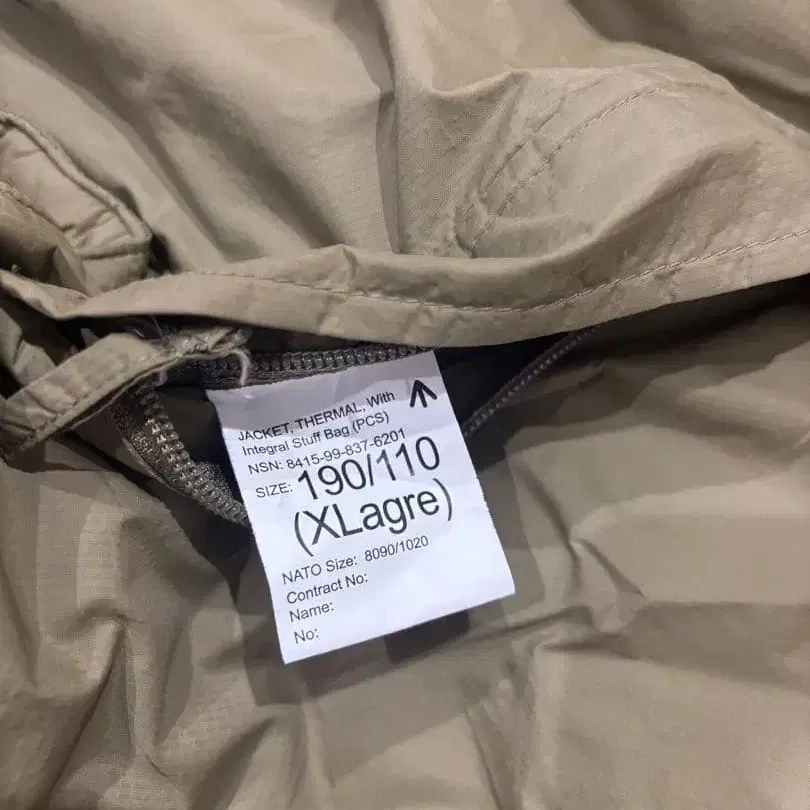 JACKET, THERMAL, With
Integral Stuff Bag (PCS)
NSN: 8415-99-837-6201
SIZE: 190/110
(XLagre)
NATO Size: 8090/1020
Contract No:
Name:
No: